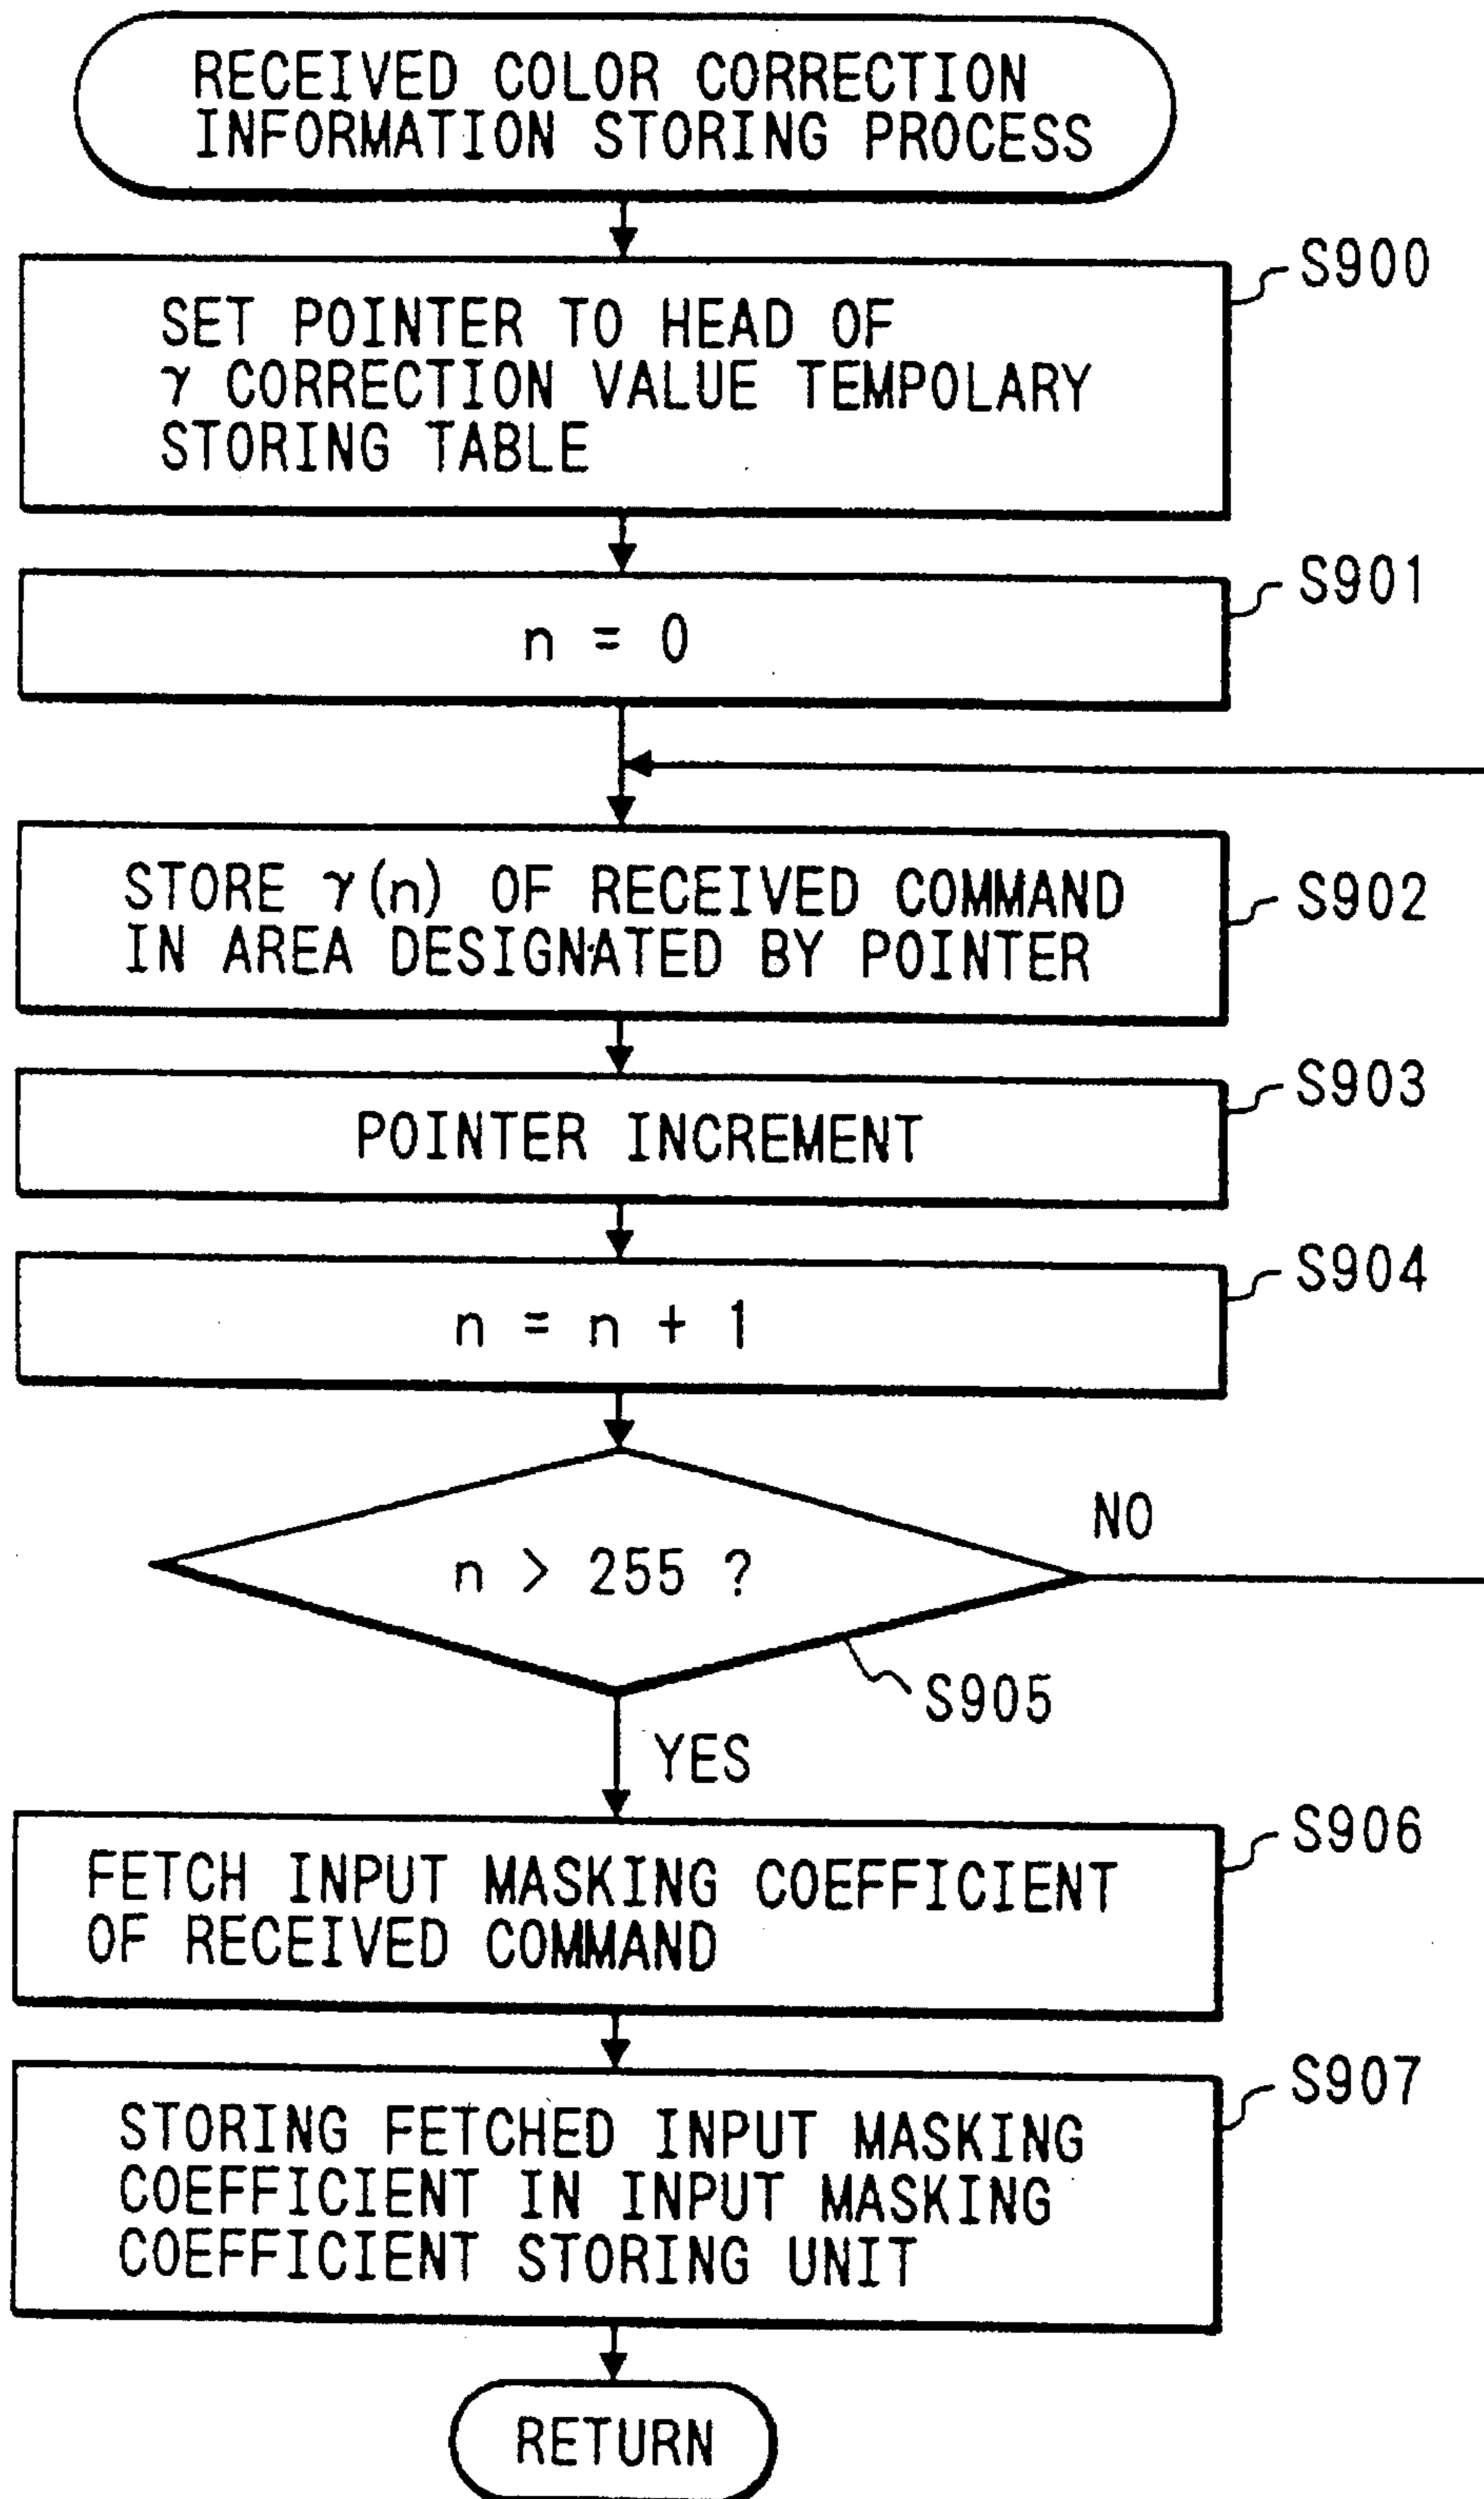 RECEIVED COLOR CORRECTION
INFORMATION STORING PROCESS
S900
SET POINTER TO HEAD OF
γ CORRECTION VALUE TEMPOLARY
STORING TABLE
S901
n = 0
S902
STORE γ(n) OF RECEIVED COMMAND
IN AREA DESIGNATED BY POINTER
S903
POINTER INCREMENT
S904
n = n + 1
NO
n > 255 ?
S905
YES
S906
FETCH INPUT MASKING COEFFICIENT
OF RECEIVED COMMAND
S907
STORING FETCHED INPUT MASKING
COEFFICIENT IN INPUT MASKING
COEFFICIENT STORING UNIT
RETURN